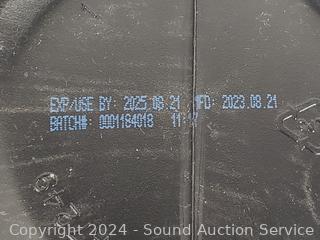 EXP/USE BY: 2025.08.21 MFD: 2023.08.21
BATCH#: 0001184018 11:17
Copyright 2024 - Sound Auction Service